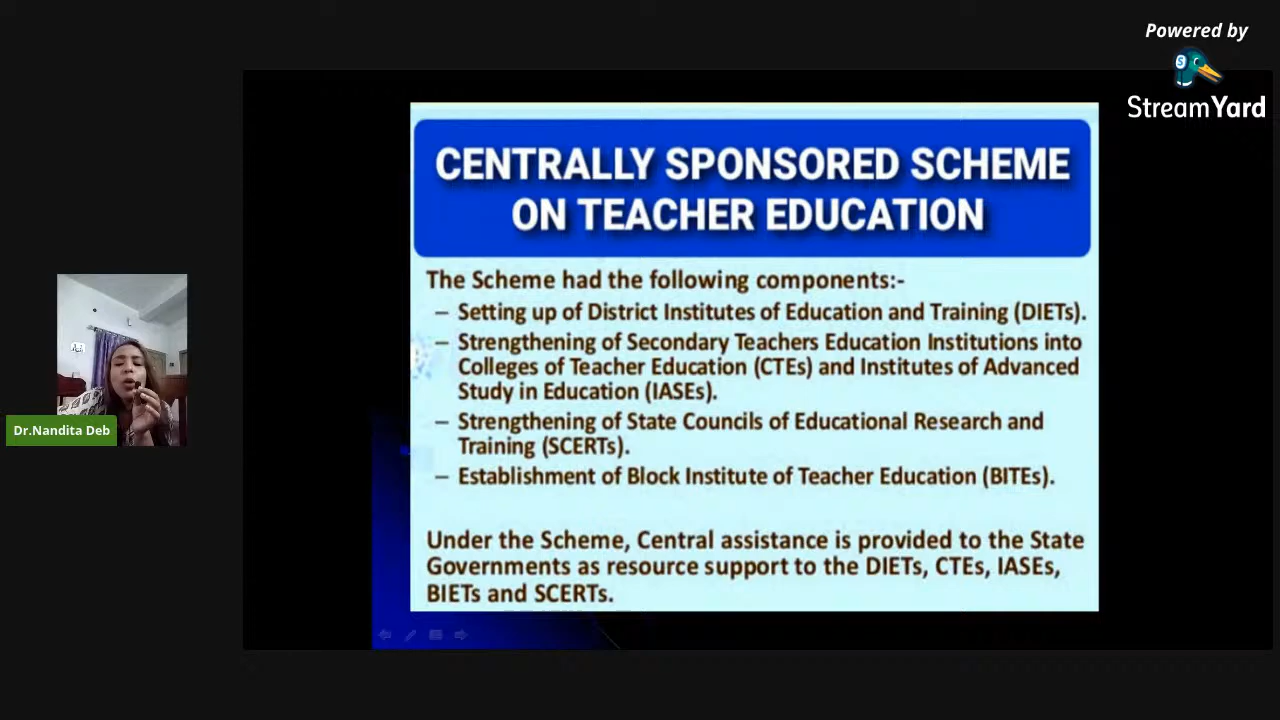 Powered by
StreamYard
CENTRALLY SPONSORED SCHEME
ON TEACHER EDUCATION
The Scheme had the following components:-
– Setting up of District Institutes of Education and Training (DIETs).
– Strengthening of Secondary Teachers Education Institutions into
Colleges of Teacher Education (CTEs) and Institutes of Advanced
Study in Education (IASEs).
– Strengthening of State Councils of Educational Research and
Training (SCERTs).
– Establishment of Block Institute of Teacher Education (BITEs).
Under the Scheme, Central assistance is provided to the State
Governments as resource support to the DIETs, CTEs, IASEs,
BIETs and SCERTs.
Dr.Nandita Deb